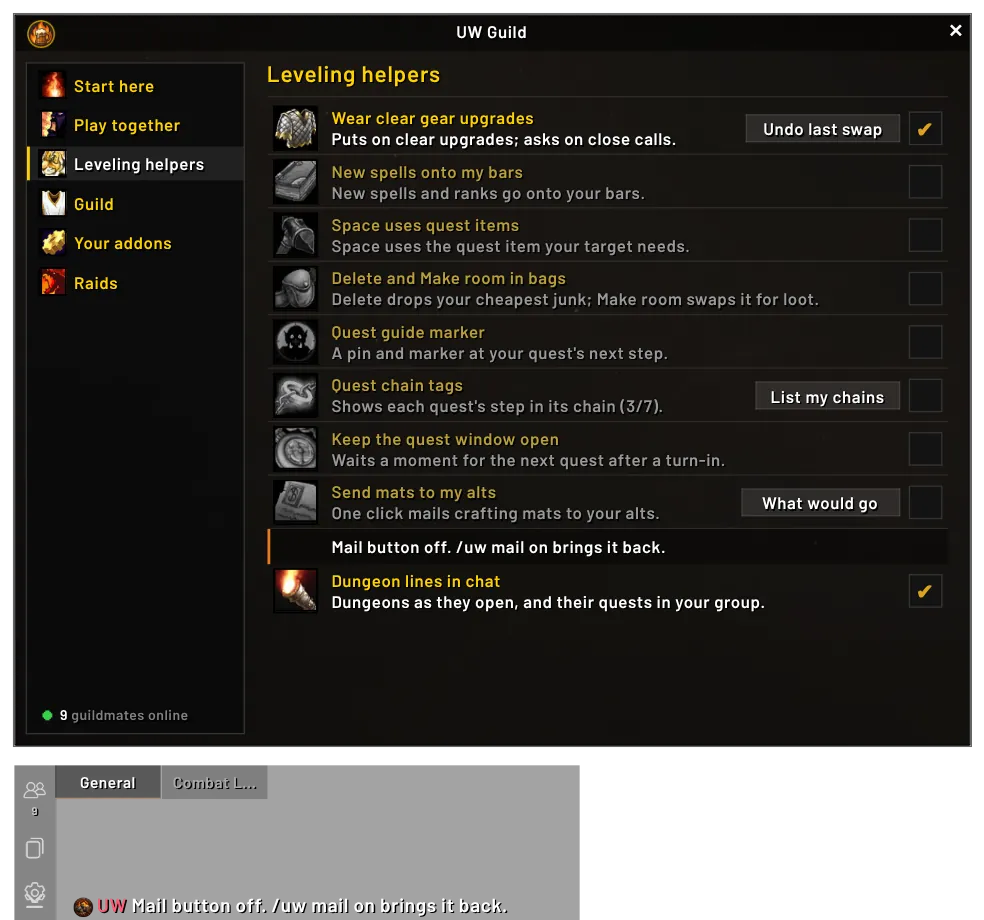 UW Guild
Start here
Play together
Leveling helpers
Guild
Your addons
Raids
9 guildmates online
Leveling helpers
Wear clear gear upgrades
Puts on clear upgrades; asks on close calls.
Undo last swap
New spells onto my bars
New spells and ranks go onto your bars.
Space uses quest items
Space uses the quest item your target needs.
Delete and Make room in bags
Delete drops your cheapest junk; Make room swaps it for loot.
Quest guide marker
A pin and marker at your quest's next step.
Quest chain tags
Shows each quest's step in its chain (3/7).
List my chains
Keep the quest window open
Waits a moment for the next quest after a turn-in.
Send mats to my alts
One click mails crafting mats to your alts.
What would go
Mail button off. /uw mail on brings it back.
Dungeon lines in chat
Dungeons as they open, and their quests in your group.
General
Combat L...
9
UW Mail button off. /uw mail on brings it back.